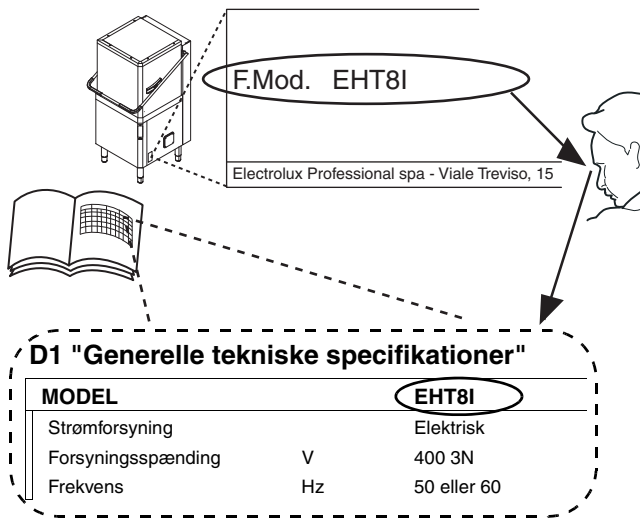 F.Mod. EHT8I
Electrolux Professional spa - Viale Treviso, 15
D1 "Generelle tekniske specifikationer"
MODEL EHT8I
Strømforsyning Elektrisk
Forsyningsspænding V 400 3N
Frekvens Hz 50 eller 60